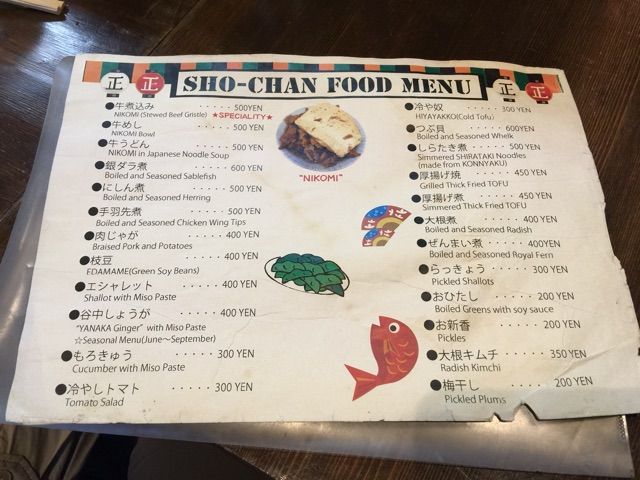 正 正 SHO-CHAN FOOD MENU 正 正
●牛煮込み ・・・・・ 500YEN
NIKOMI (Stewed Beef Gristle) ★SPECIALITY★
●牛めし ・・・・・ 500 YEN
NIKOMI Bowl
●牛うどん ・・・・・ 500 YEN
NIKOMI in Japanese Noodle Soup
●銀ダラ煮 ・・・・・ 600 YEN
Boiled and Seasoned Sablefish
●にしん煮 ・・・・・ 500 YEN
Boiled and Seasoned Herring
●手羽先煮 ・・・・・ 500 YEN
Boiled and Seasoned Chicken Wing Tips
●肉じゃが ・・・・・ 400 YEN
Braised Pork and Potatoes
●枝豆 ・・・・・ 400 YEN
EDAMAME(Green Soy Beans)
●エシャレット ・・・・・ 400 YEN
Shallot with Miso Paste
●谷中しょうが ・・・・・ 400 YEN
"YANAKA Ginger" with Miso Paste
☆Seasonal Menu(June～September)
●もろきゅう ・・・・・ 300 YEN
Cucumber with Miso Paste
●冷やしトマト ・・・・・ 300 YEN
Tomato Salad
"NIKOMI"
●冷や奴 ・・・・・ 300 YEN
HIYAYAKKO(Cold Tofu)
●つぶ貝 ・・・・・ 600YEN
Boiled and Seasoned Whelk
●しらたき煮 ・・・・・ 500 YEN
Simmered SHIRATAKI Noodles
(made from KONNYAKU)
●厚揚げ焼 ・・・・・ 450 YEN
Grilled Thick Fried TOFU
●厚揚げ煮 ・・・・・ 450 YEN
Simmered Thick Fried TOFU
●大根煮 ・・・・・ 400 YEN
Boiled and Seasoned Radish
●ぜんまい煮 ・・・・・ 400YEN
Boiled and Seasoned Royal Fern
●らっきょう ・・・・・ 300 YEN
Pickled Shallots
●おひたし ・・・・・ 200 YEN
Boiled Greens with soy sauce
●お新香 ・・・・・ 200 YEN
Pickles
●大根キムチ ・・・・・ 350 YEN
Radish Kimchi
●梅干し ・・・・・ 200 YEN
Pickled Plums